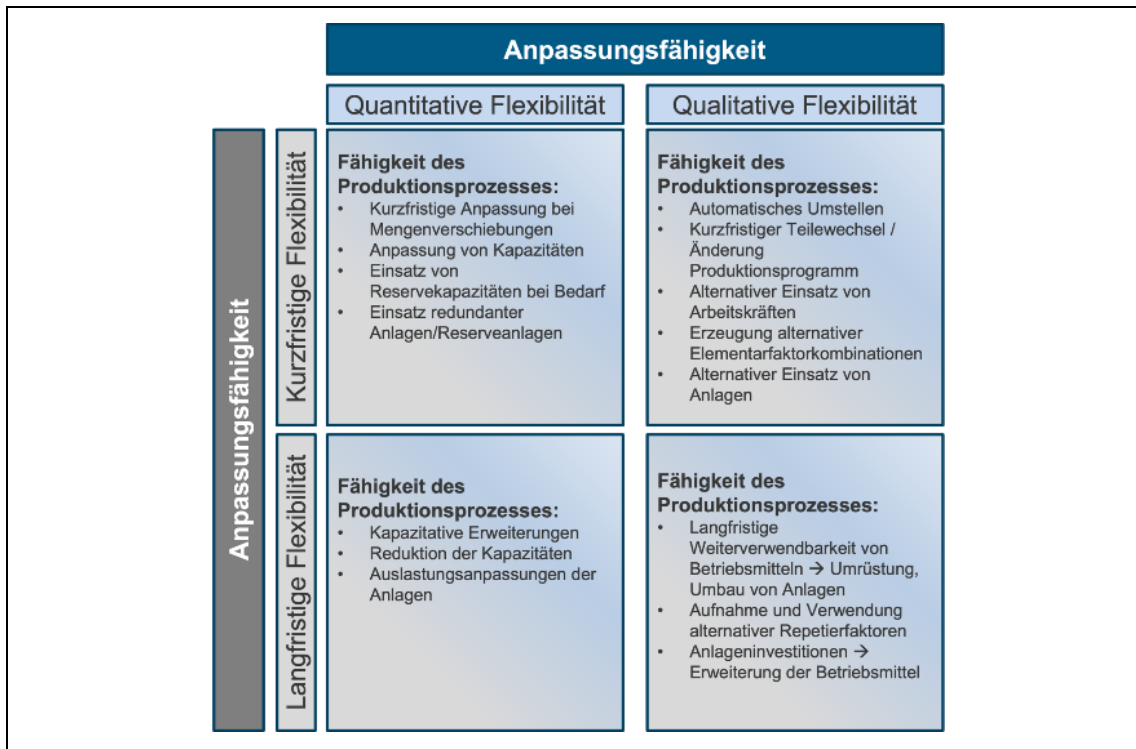 Anpassungsfähigkeit
Quantitative Flexibilität
Qualitative Flexibilität
Anpassungsfähigkeit
Kurzfristige Flexibilität
Fähigkeit des
Produktionsprozesses:
• Kurzfristige Anpassung bei
Mengenverschiebungen
• Anpassung von Kapazitäten
• Einsatz von
Reservekapazitäten bei Bedarf
• Einsatz redundanter
Anlagen/Reserveanlagen
Fähigkeit des
Produktionsprozesses:
• Automatisches Umstellen
• Kurzfristiger Teilewechsel /
Änderung
Produktionsprogramm
• Alternativer Einsatz von
Arbeitskräften
• Erzeugung alternativer
Elementarfaktorkombinationen
• Alternativer Einsatz von
Anlagen
Langfristige Flexibilität
Fähigkeit des
Produktionsprozesses:
• Kapazitative Erweiterungen
• Reduktion der Kapazitäten
• Auslastungsanpassungen der
Anlagen
Fähigkeit des
Produktionsprozesses:
• Langfristige
Weiterverwendbarkeit von
Betriebsmitteln → Umrüstung,
Umbau von Anlagen
• Aufnahme und Verwendung
alternativer Repetierfaktoren
• Anlageninvestitionen →
Erweiterung der Betriebsmittel